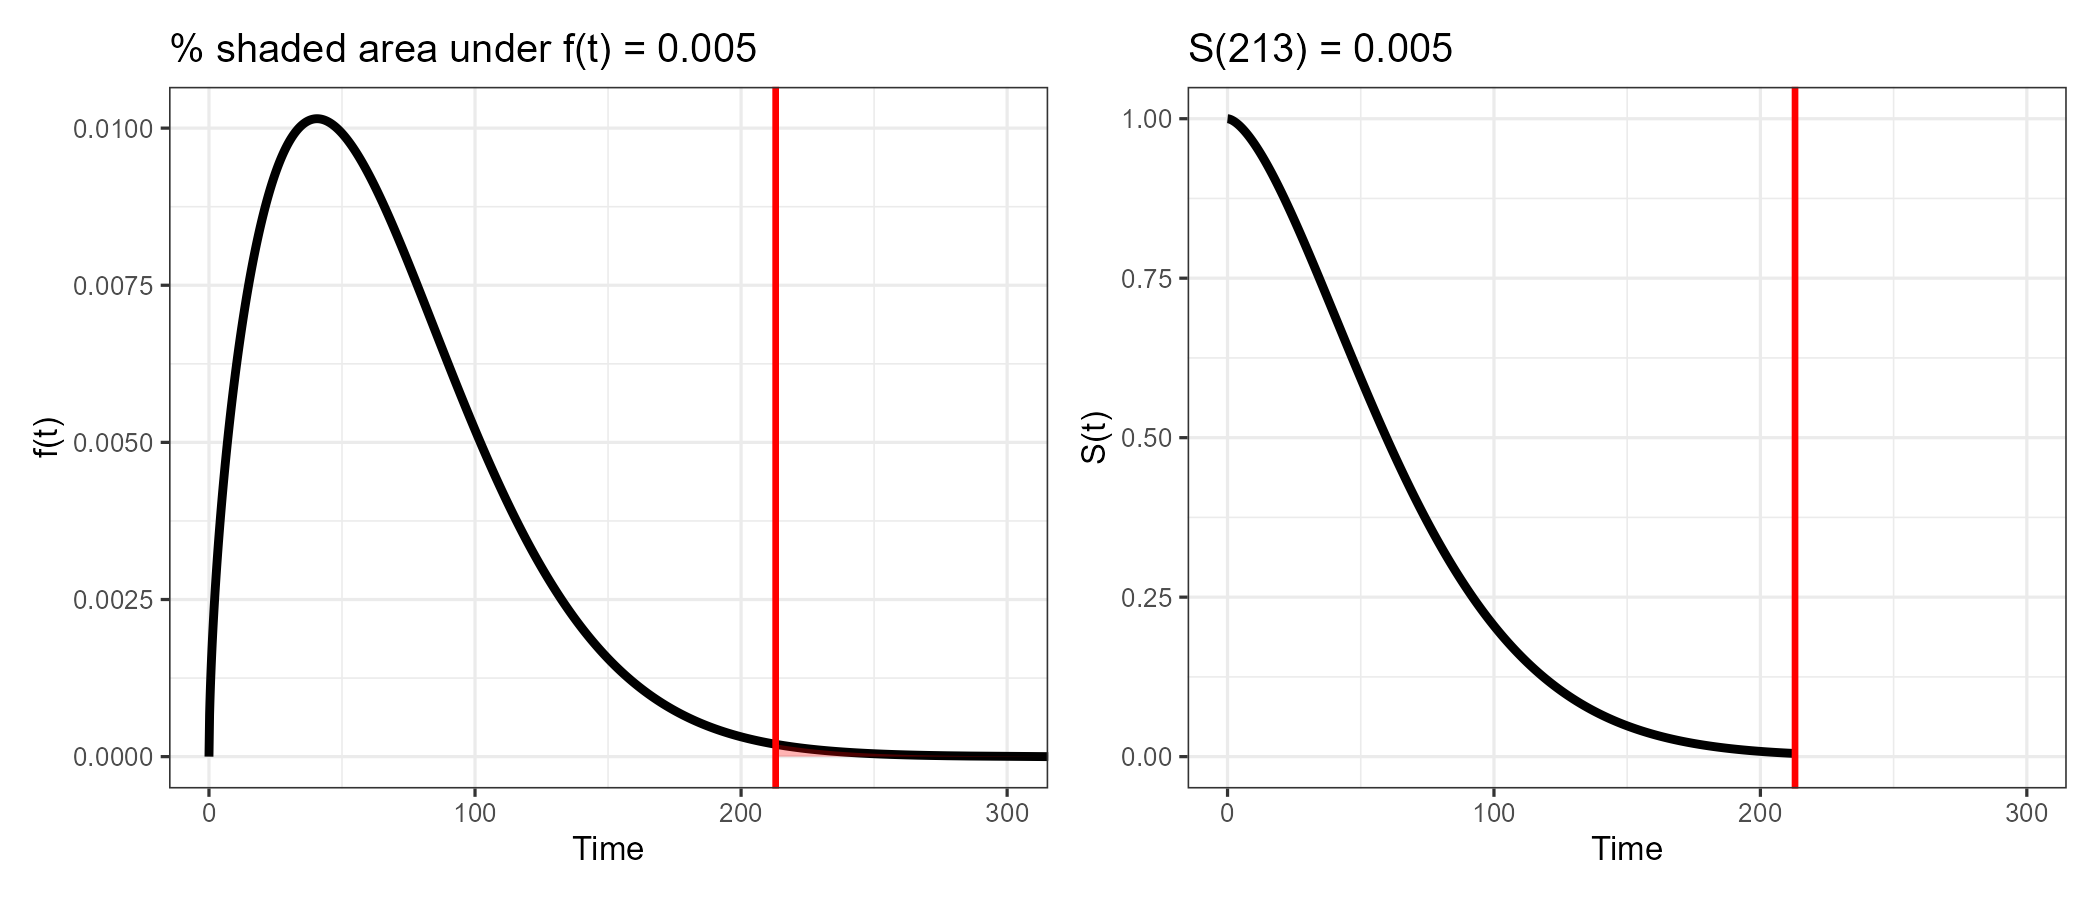 % shaded area under f(t) = 0.005
f(t)
0.0100
0.0075
0.0050
0.0025
0.0000
0 100 200 300
Time
S(213) = 0.005
S(t)
1.00
0.75
0.50
0.25
0.00
0 100 200 300
Time